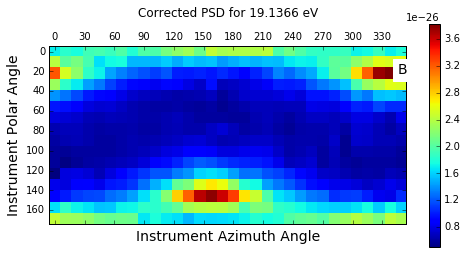 Corrected PSD for 19.1366 eV
1e−26
0 30 60 90 120 150 180 210 240 270 300 330
0
20
40
60
80
100
120
140
160
Instrument Polar Angle
B
3.6
3.2
2.8
2.4
2.0
1.6
1.2
0.8
Instrument Azimuth Angle